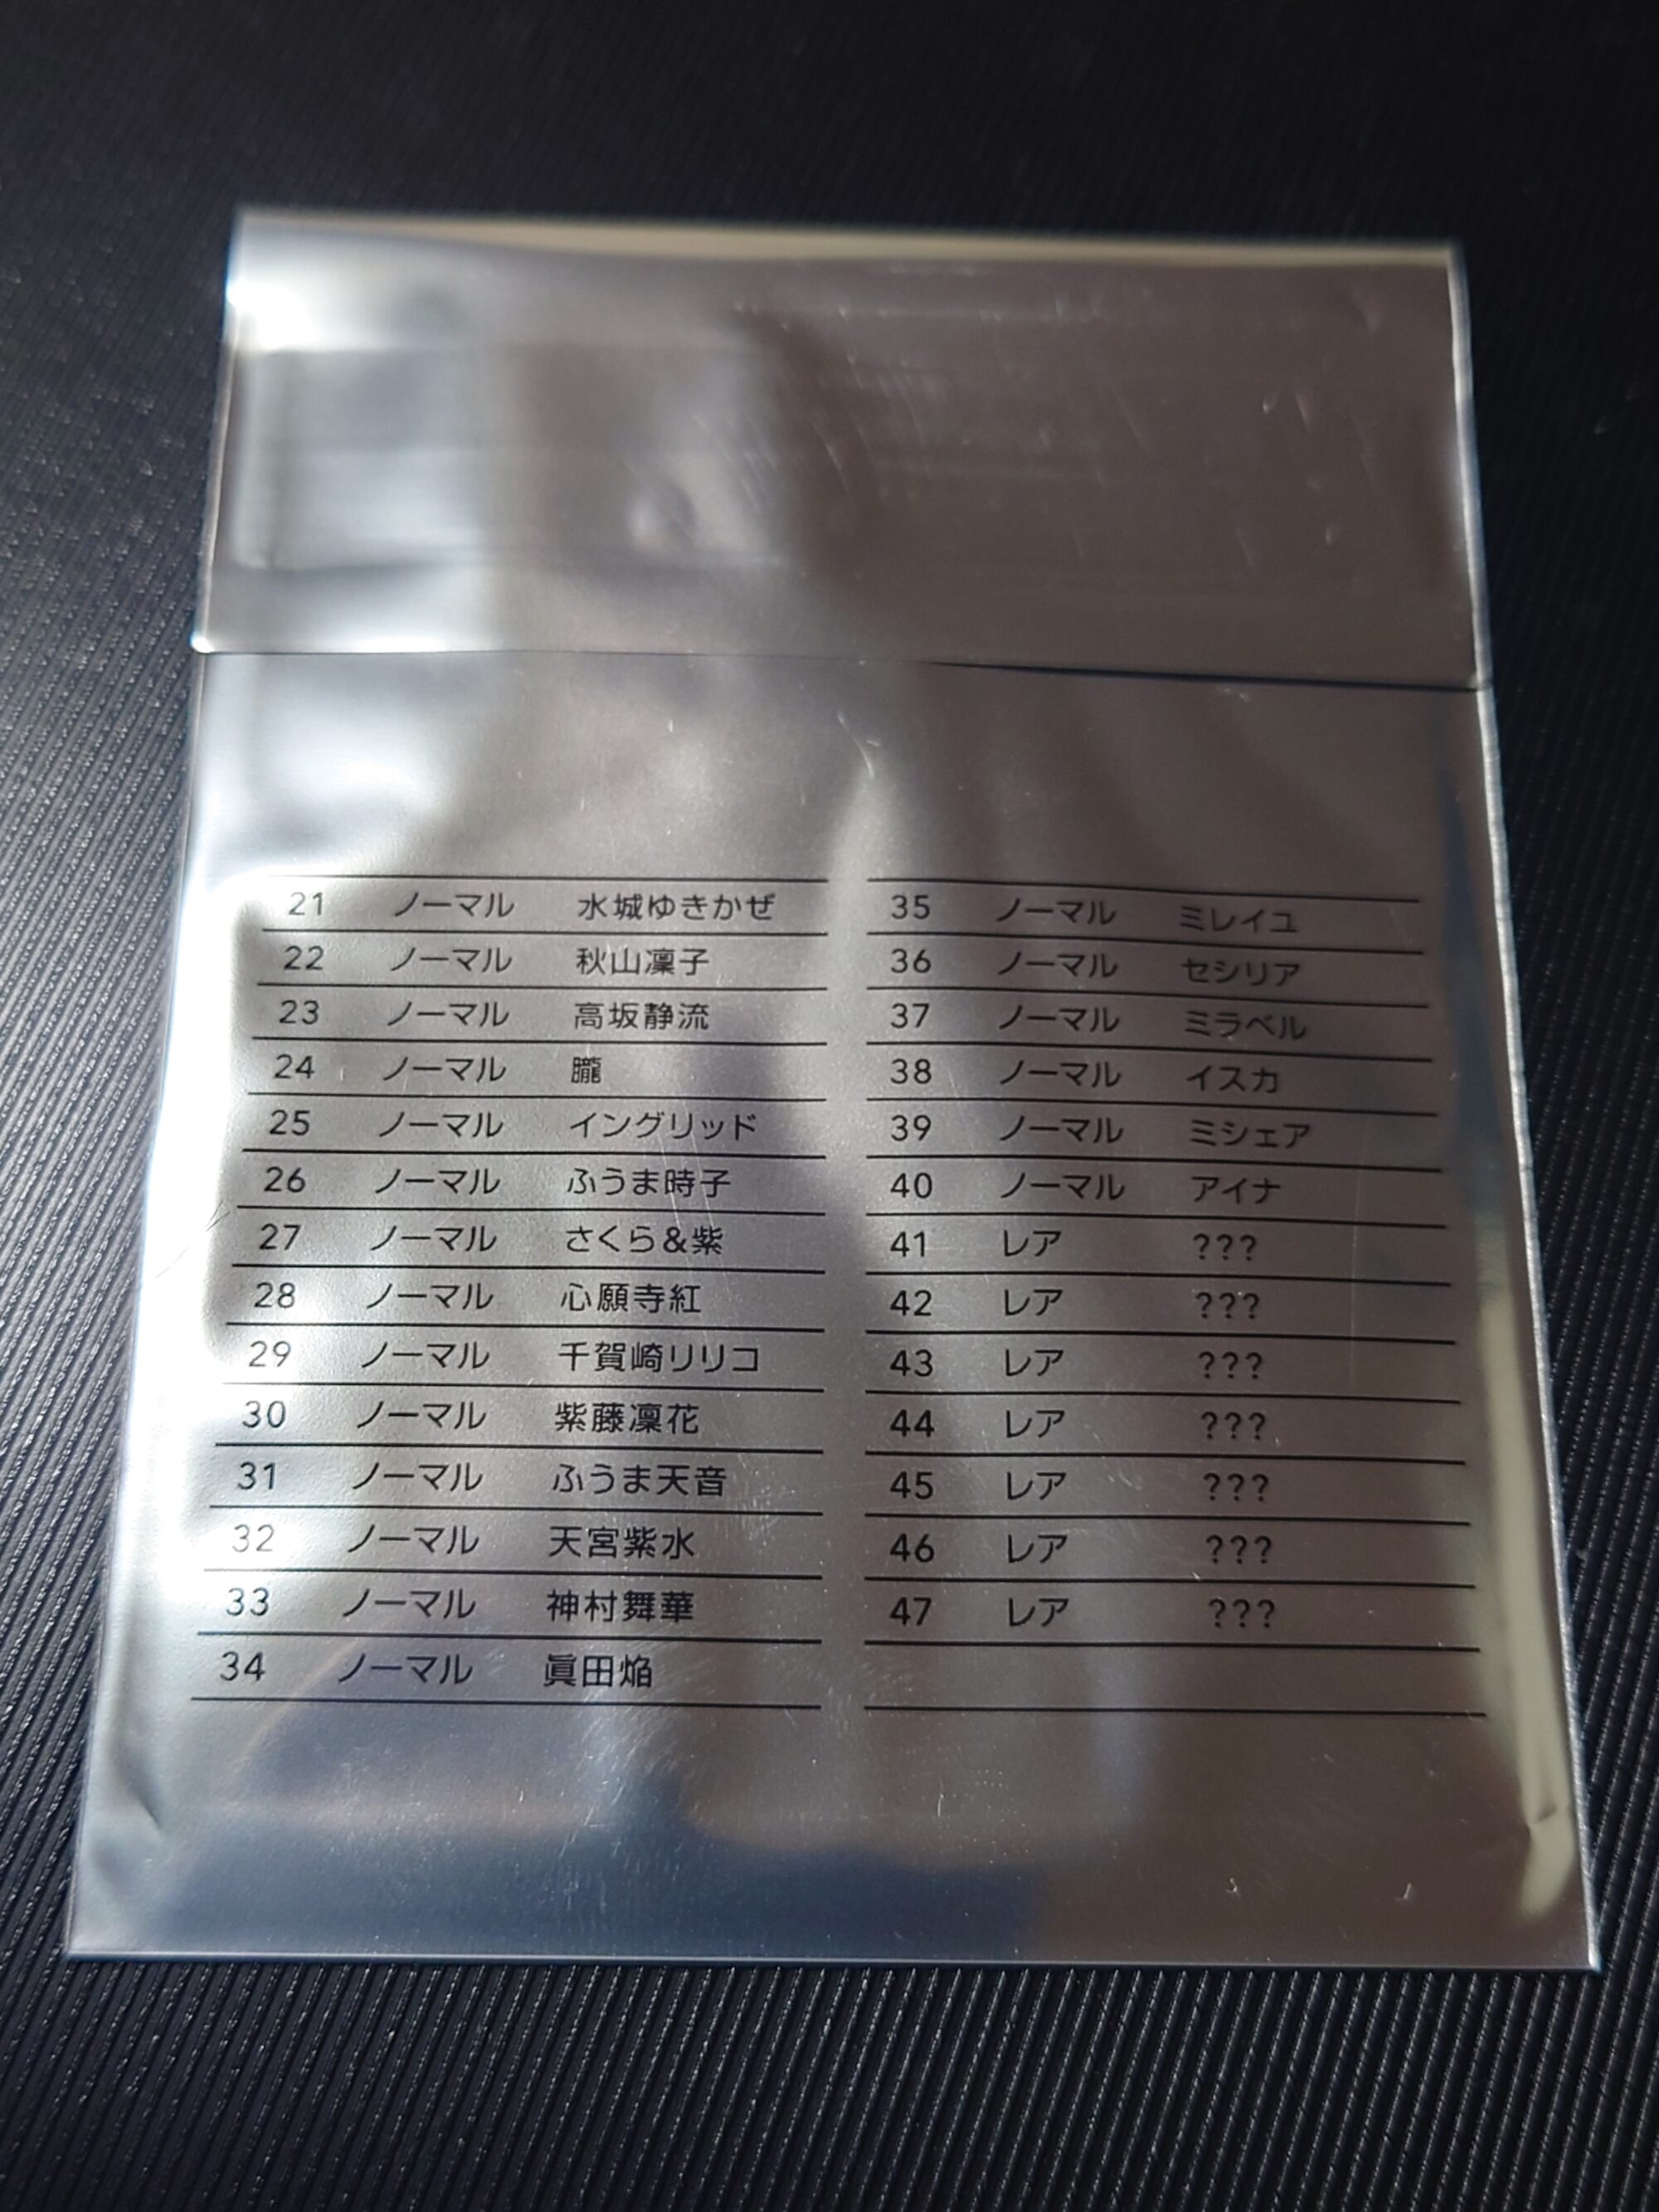 21 ノーマル 水城ゆきかぜ
22 ノーマル 秋山凜子
23 ノーマル 高坂静流
24 ノーマル 朧
25 ノーマル イングリッド
26 ノーマル ふうま時子
27 ノーマル さくら&紫
28 ノーマル 心願寺紅
29 ノーマル 千賀崎リリコ
30 ノーマル 紫藤凜花
31 ノーマル ふうま天音
32 ノーマル 天宮紫水
33 ノーマル 神村舞華
34 ノーマル 眞田焔
35 ノーマル ミレイユ
36 ノーマル セシリア
37 ノーマル ミラベル
38 ノーマル イスカ
39 ノーマル ミシェア
40 ノーマル アイナ
41 レア ???
42 レア ???
43 レア ???
44 レア ???
45 レア ???
46 レア ???
47 レア ???